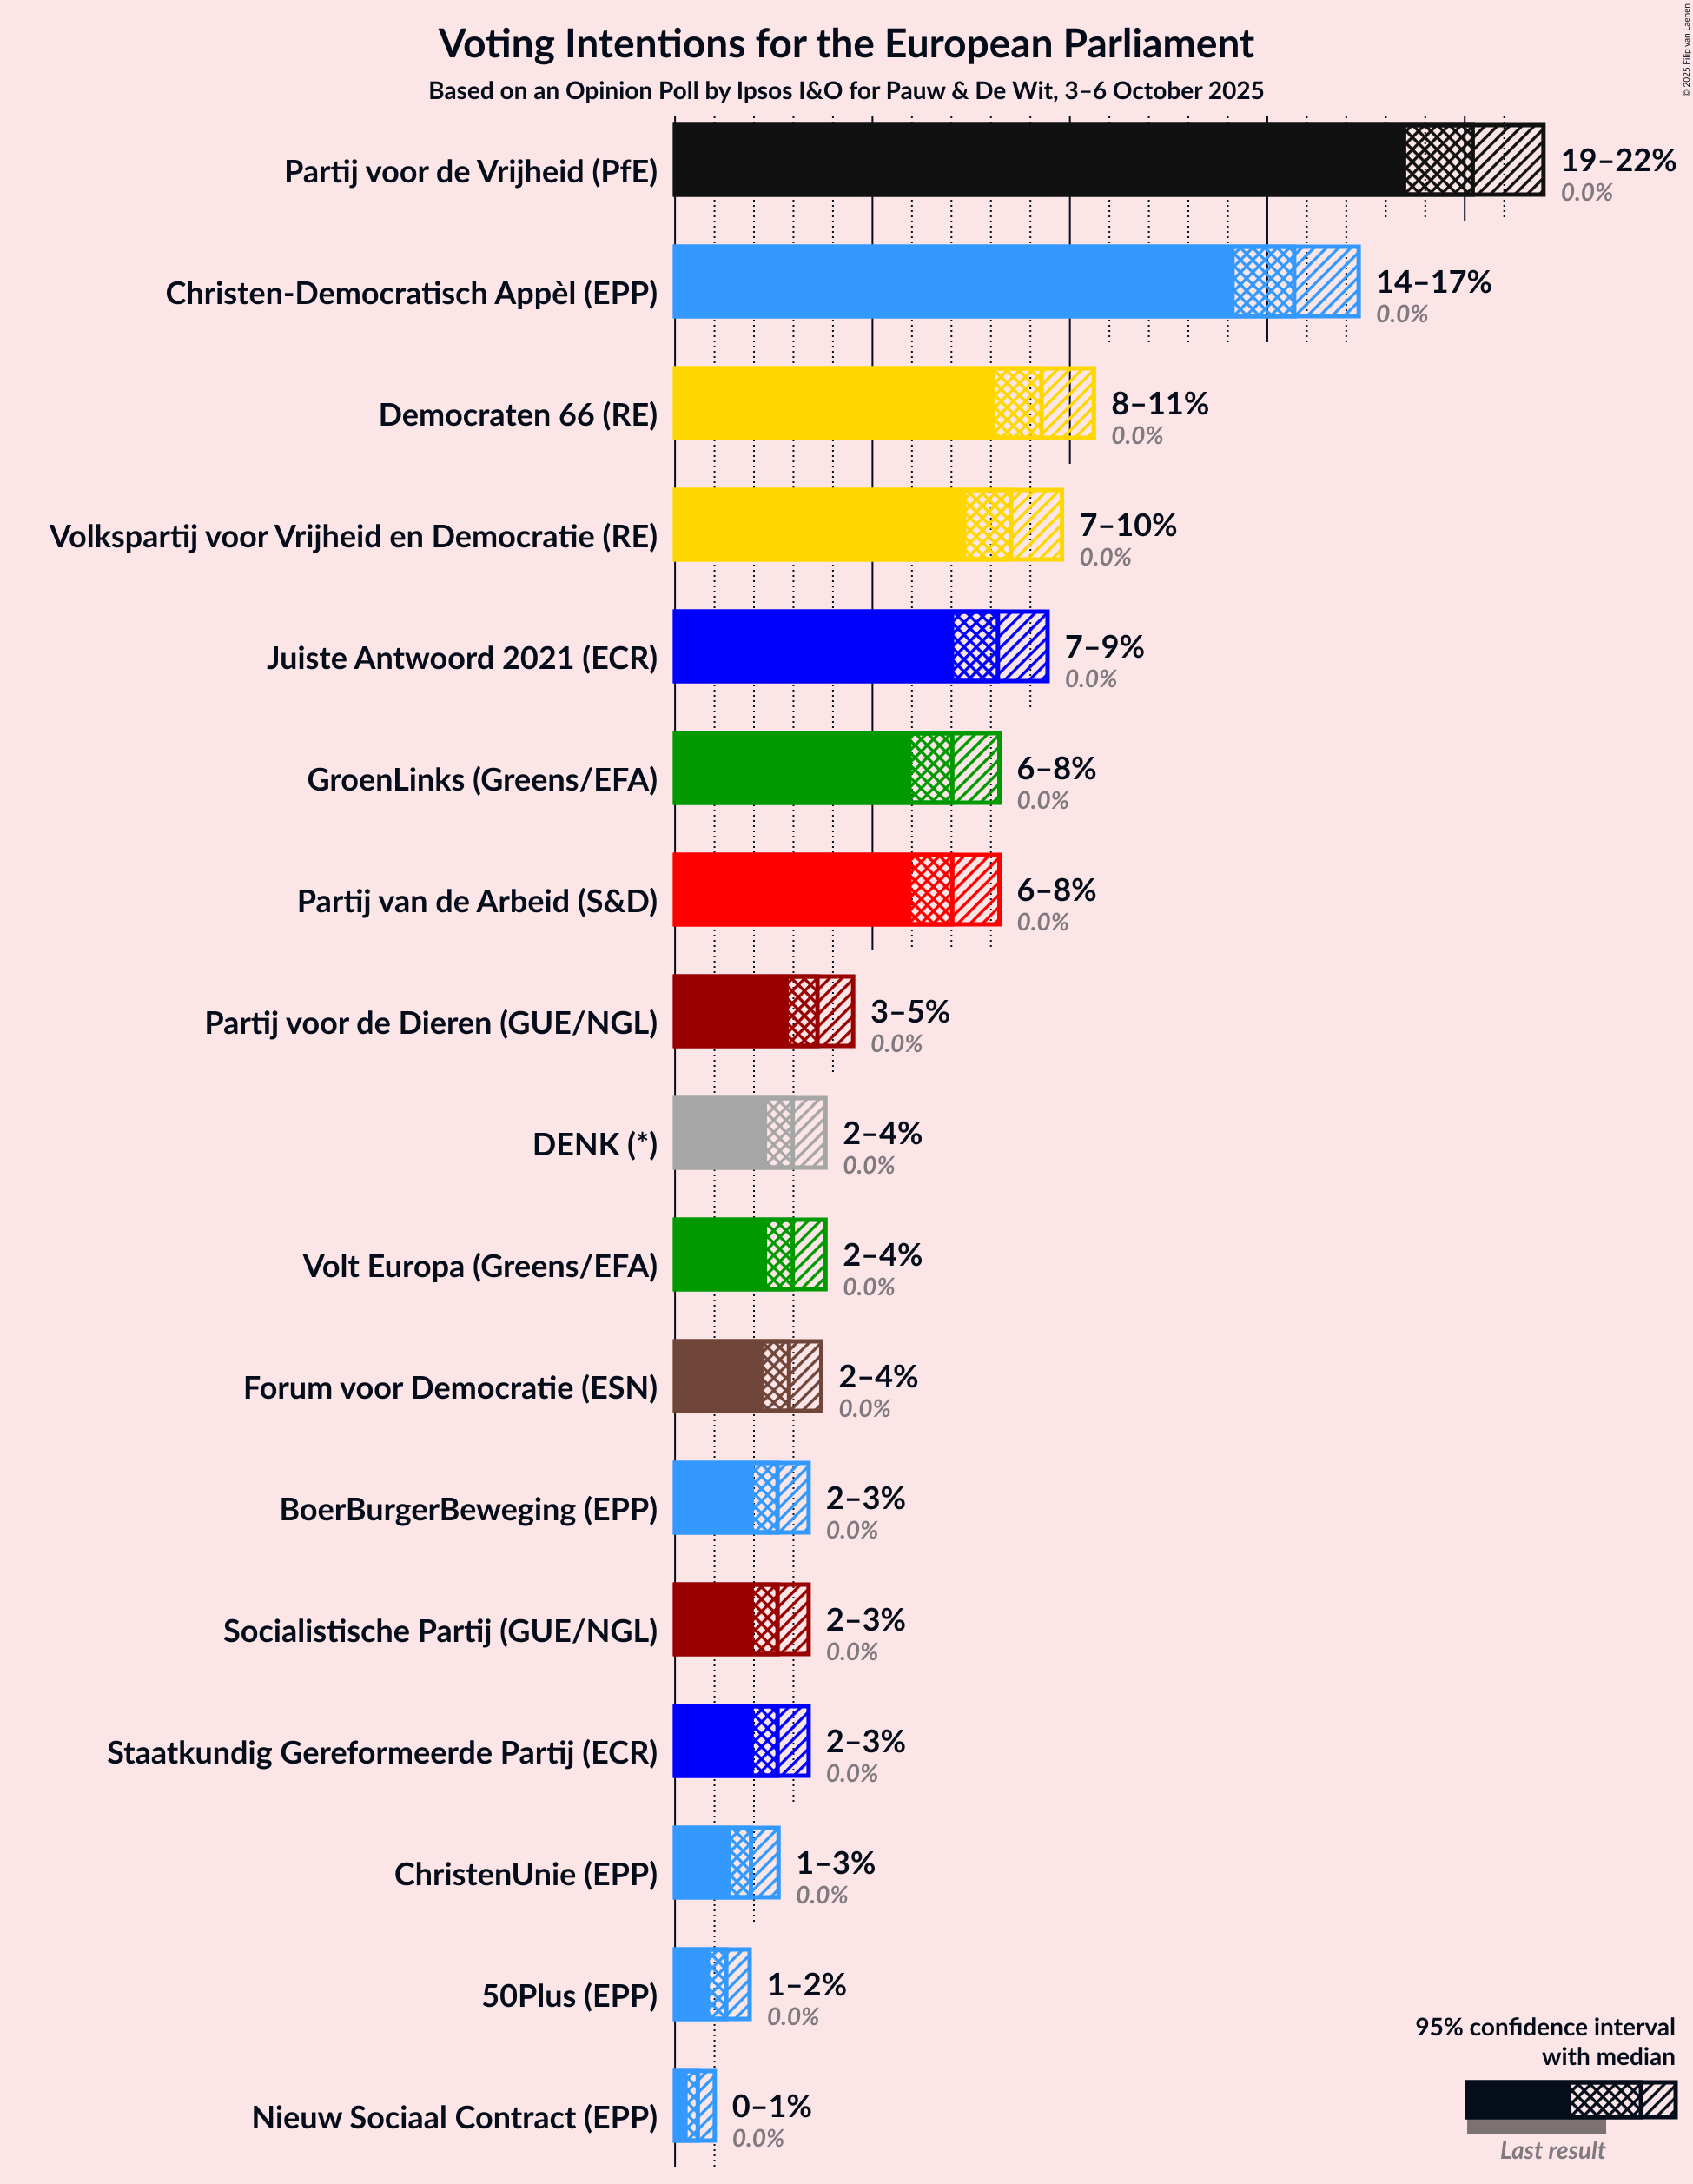 Voting Intentions for the European Parliament
Based on an Opinion Poll by Ipsos I&O for Pauw & De Wit, 3–6 October 2025
© 2025 Filip van Laenen
Partij voor de Vrijheid (PfE)
19–22%
0.0%
Christen-Democratisch Appèl (EPP)
14–17%
0.0%
Democraten 66 (RE)
8–11%
0.0%
Volkspartij voor Vrijheid en Democratie (RE)
7–10%
0.0%
Juiste Antwoord 2021 (ECR)
7–9%
0.0%
GroenLinks (Greens/EFA)
6–8%
0.0%
Partij van de Arbeid (S&D)
6–8%
0.0%
Partij voor de Dieren (GUE/NGL)
3–5%
0.0%
DENK (*)
2–4%
0.0%
Volt Europa (Greens/EFA)
2–4%
0.0%
Forum voor Democratie (ESN)
2–4%
0.0%
BoerBurgerBeweging (EPP)
2–3%
0.0%
Socialistische Partij (GUE/NGL)
2–3%
0.0%
Staatkundig Gereformeerde Partij (ECR)
2–3%
0.0%
ChristenUnie (EPP)
1–3%
0.0%
50Plus (EPP)
1–2%
0.0%
Nieuw Sociaal Contract (EPP)
0–1%
0.0%
95% confidence interval
with median
Last result